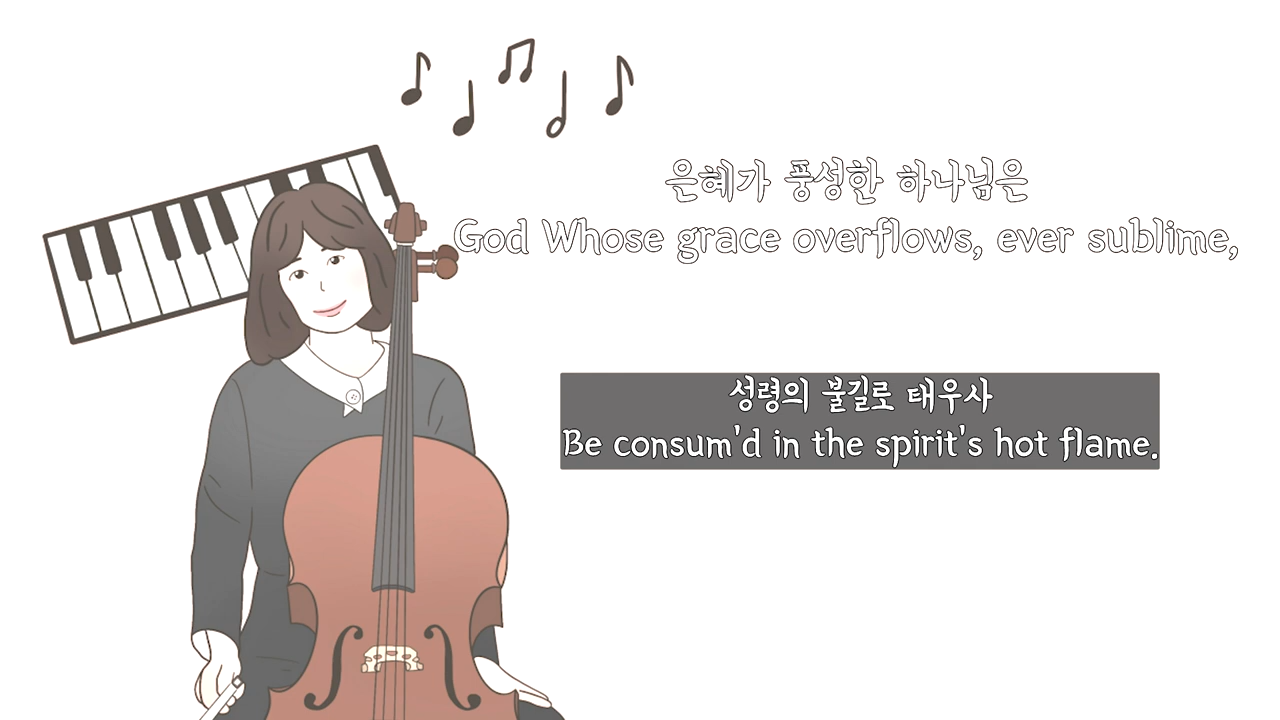 은혜가 풍성한 하나님은
God Whose grace overflows, ever sublime,
성령의 불길로 태우사
Be consum'd in the spirit's hot flame.